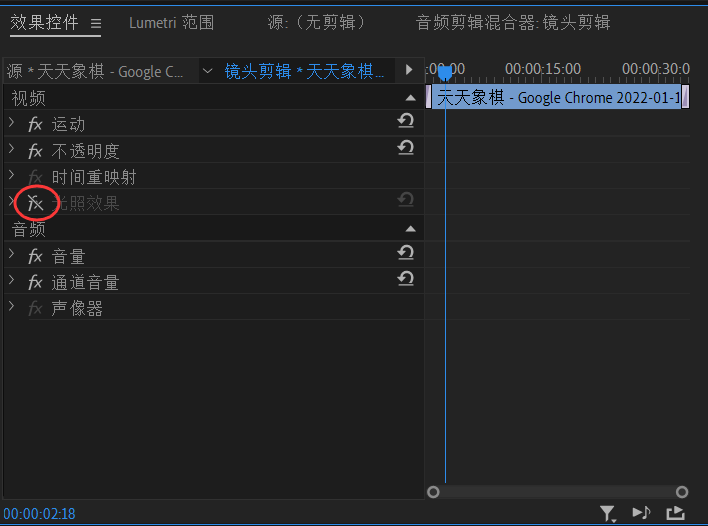 效果控件 Lumetri 范围 源:（无剪辑） 音频剪辑混合器: 镜头剪辑
源 * 天天象棋 - Google C... 镜头剪辑 * 天天象棋... :00:00 00:00:15:00 00:00:30:0
视频 天天象棋 - Google Chrome 2022-01-1
fx 运动
fx 不透明度
fx 时间重映射
fx 光照效果
音频
fx 音量
fx 通道音量
fx 声像器
00:00:02:18